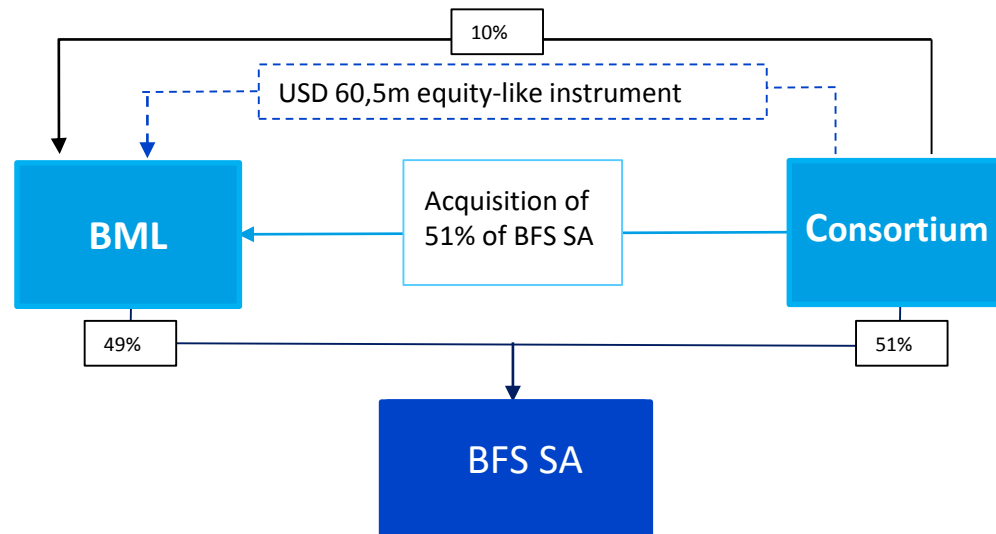 10%
USD 60,5m equity-like instrument
BML
Acquisition of
51% of BFS SA
Consortium
49%
51%
BFS SA